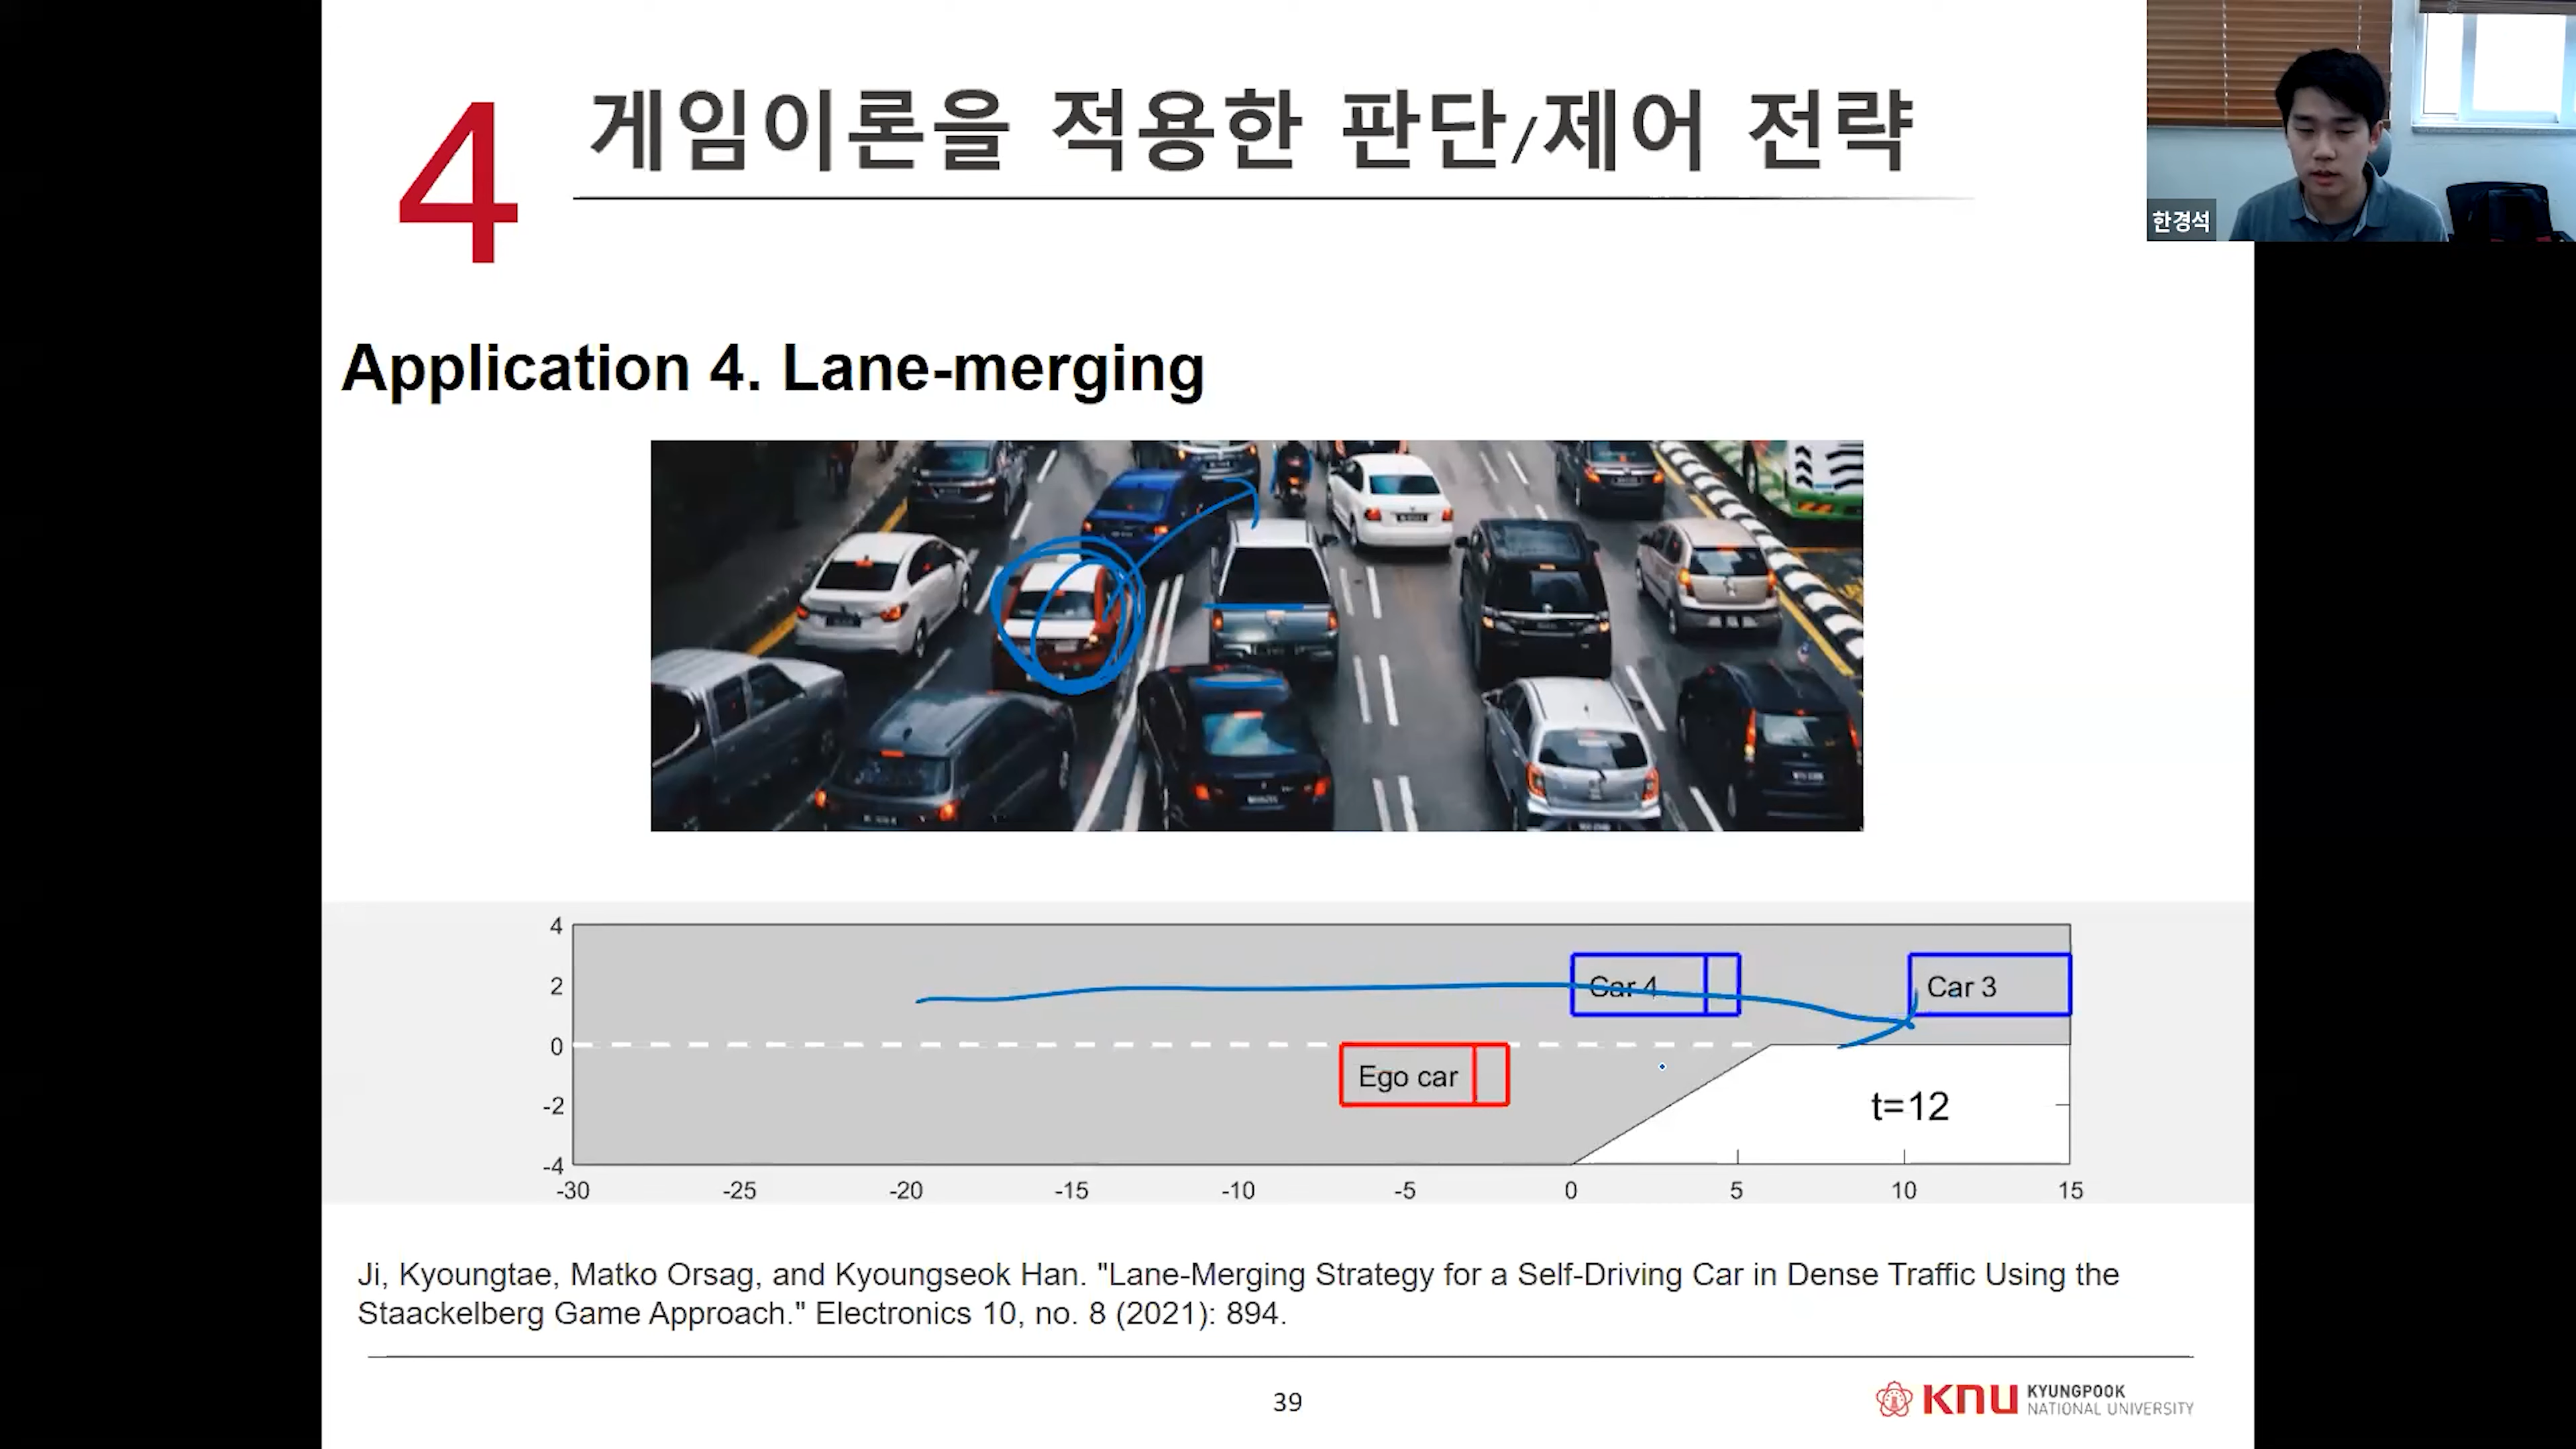 4
게임이론을 적용한 판단/제어 전략
한경석
Application 4. Lane-merging
4
2
0
-2
-4
Car 4
Car 3
Ego car
t=12
-30
-25
-20
-15
-10
-5
0
5
10
15
Ji, Kyoungtae, Matko Orsag, and Kyoungseok Han. "Lane-Merging Strategy for a Self-Driving Car in Dense Traffic Using the
Staackelberg Game Approach." Electronics 10, no. 8 (2021): 894.
39
KNU
KYUNGPOOK
NATIONAL UNIVERSITY